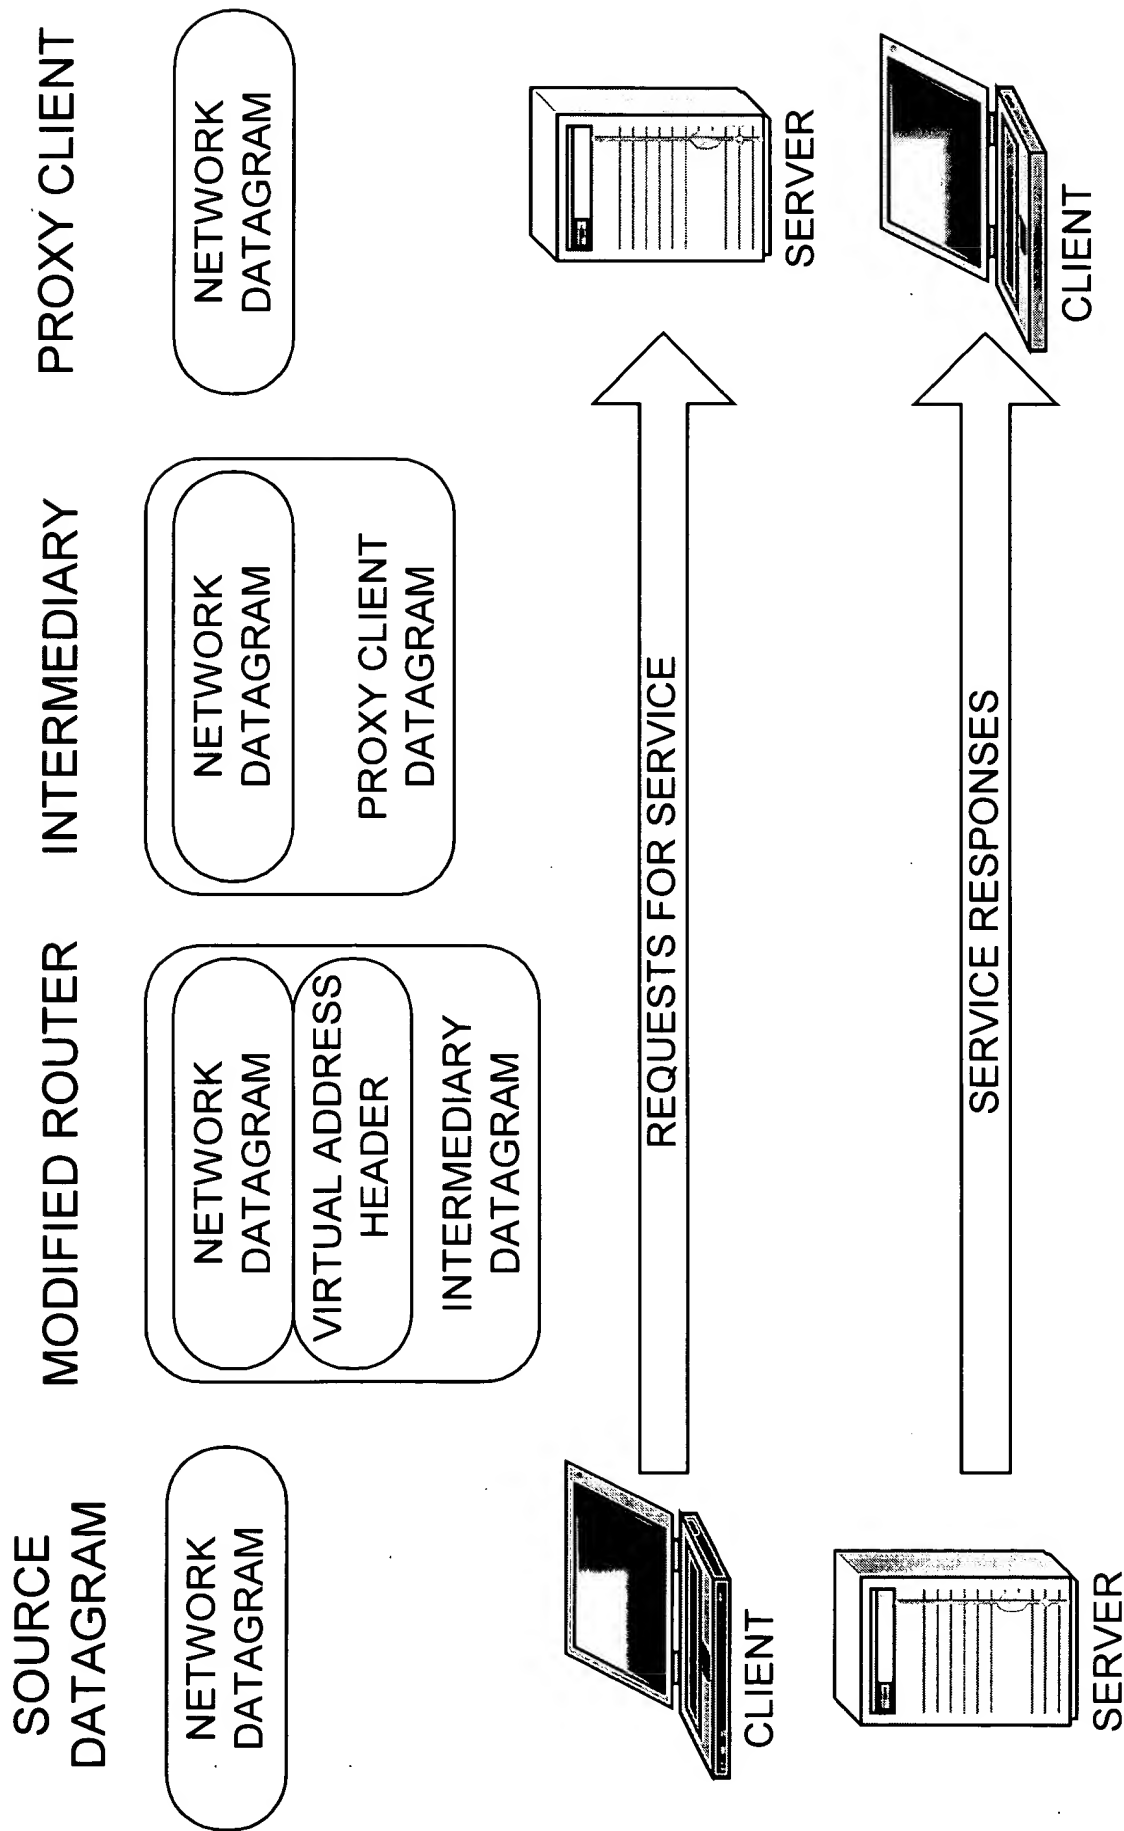 SOURCE
DATAGRAM
MODIFIED ROUTER
INTERMEDIARY
PROXY CLIENT
NETWORK
DATAGRAM
NETWORK
DATAGRAM
VIRTUAL ADDRESS
HEADER
INTERMEDIARY
DATAGRAM
NETWORK
DATAGRAM
PROXY CLIENT
DATAGRAM
NETWORK
DATAGRAM
CLIENT
REQUESTS FOR SERVICE
SERVER
SERVER
SERVICE RESPONSES
CLIENT